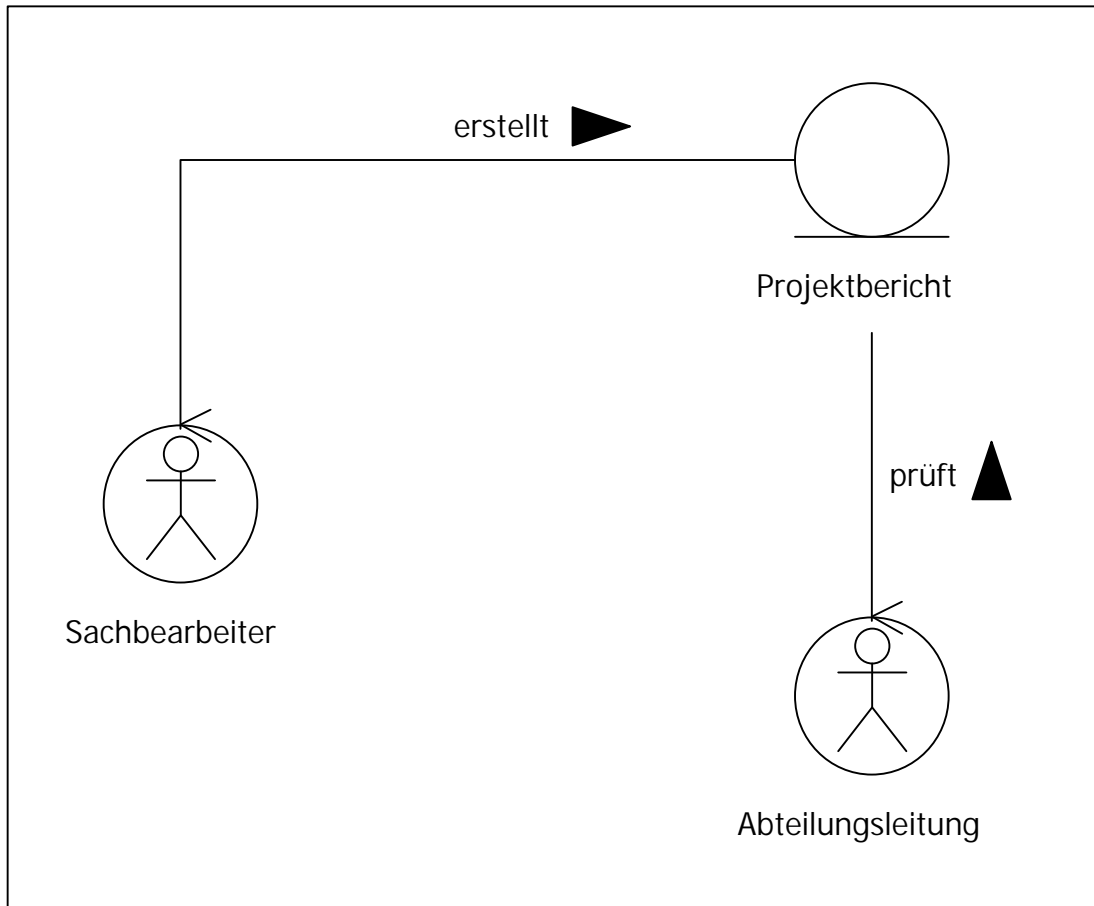 erstellt
Projektbericht
prüft
Sachbearbeiter
Abteilungsleitung